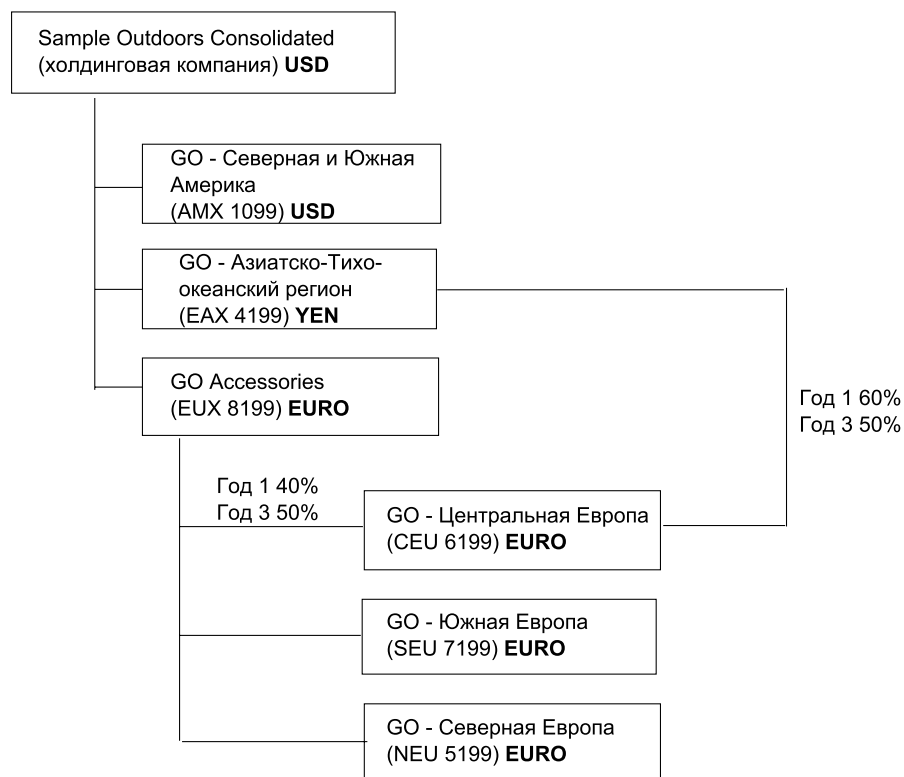 Sample Outdoors Consolidated
(холдинговая компания) USD
GO - Северная и Южная
Америка
(AMX 1099) USD
GO - Азиатско-Тихо-
океанский регион
(EAX 4199) YEN
GO Accessories
(EUX 8199) EURO
Год 1 60%
Год 3 50%
Год 1 40%
Год 3 50%
GO - Центральная Европа
(CEU 6199) EURO
GO - Южная Европа
(SEU 7199) EURO
GO - Северная Европа
(NEU 5199) EURO